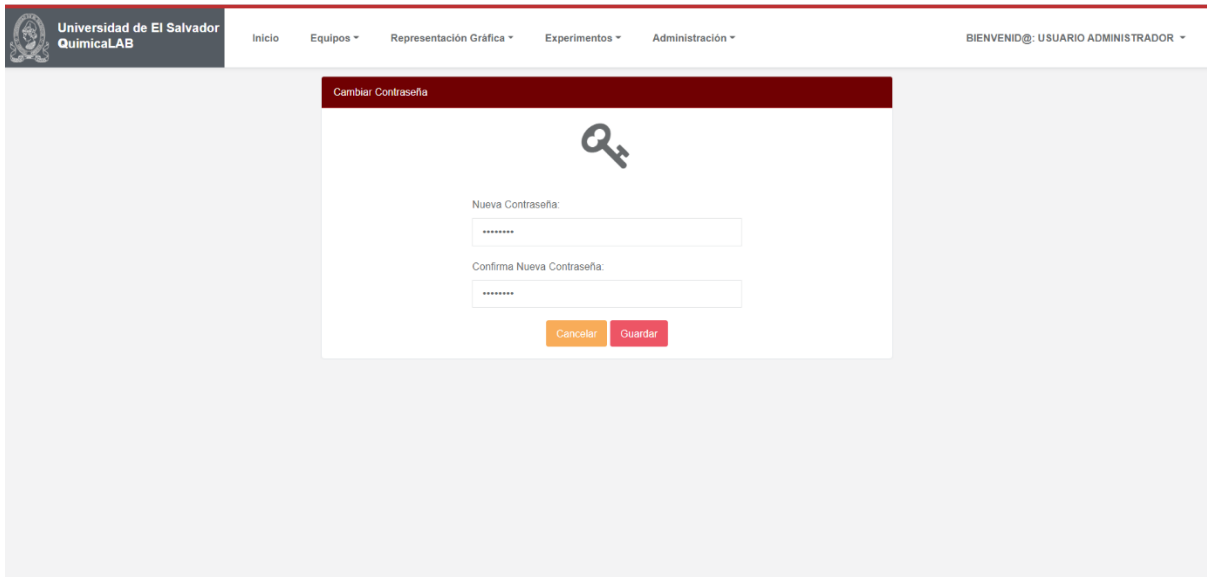 Universidad de El Salvador
QuimicaLAB
Inicio Equipos Representación Gráfica Experimentos Administración BIENVENID@: USUARIO ADMINISTRADOR
Cambiar Contraseña
Nueva Contraseña:
••••••••
Confirma Nueva Contraseña:
••••••••
Cancelar Guardar